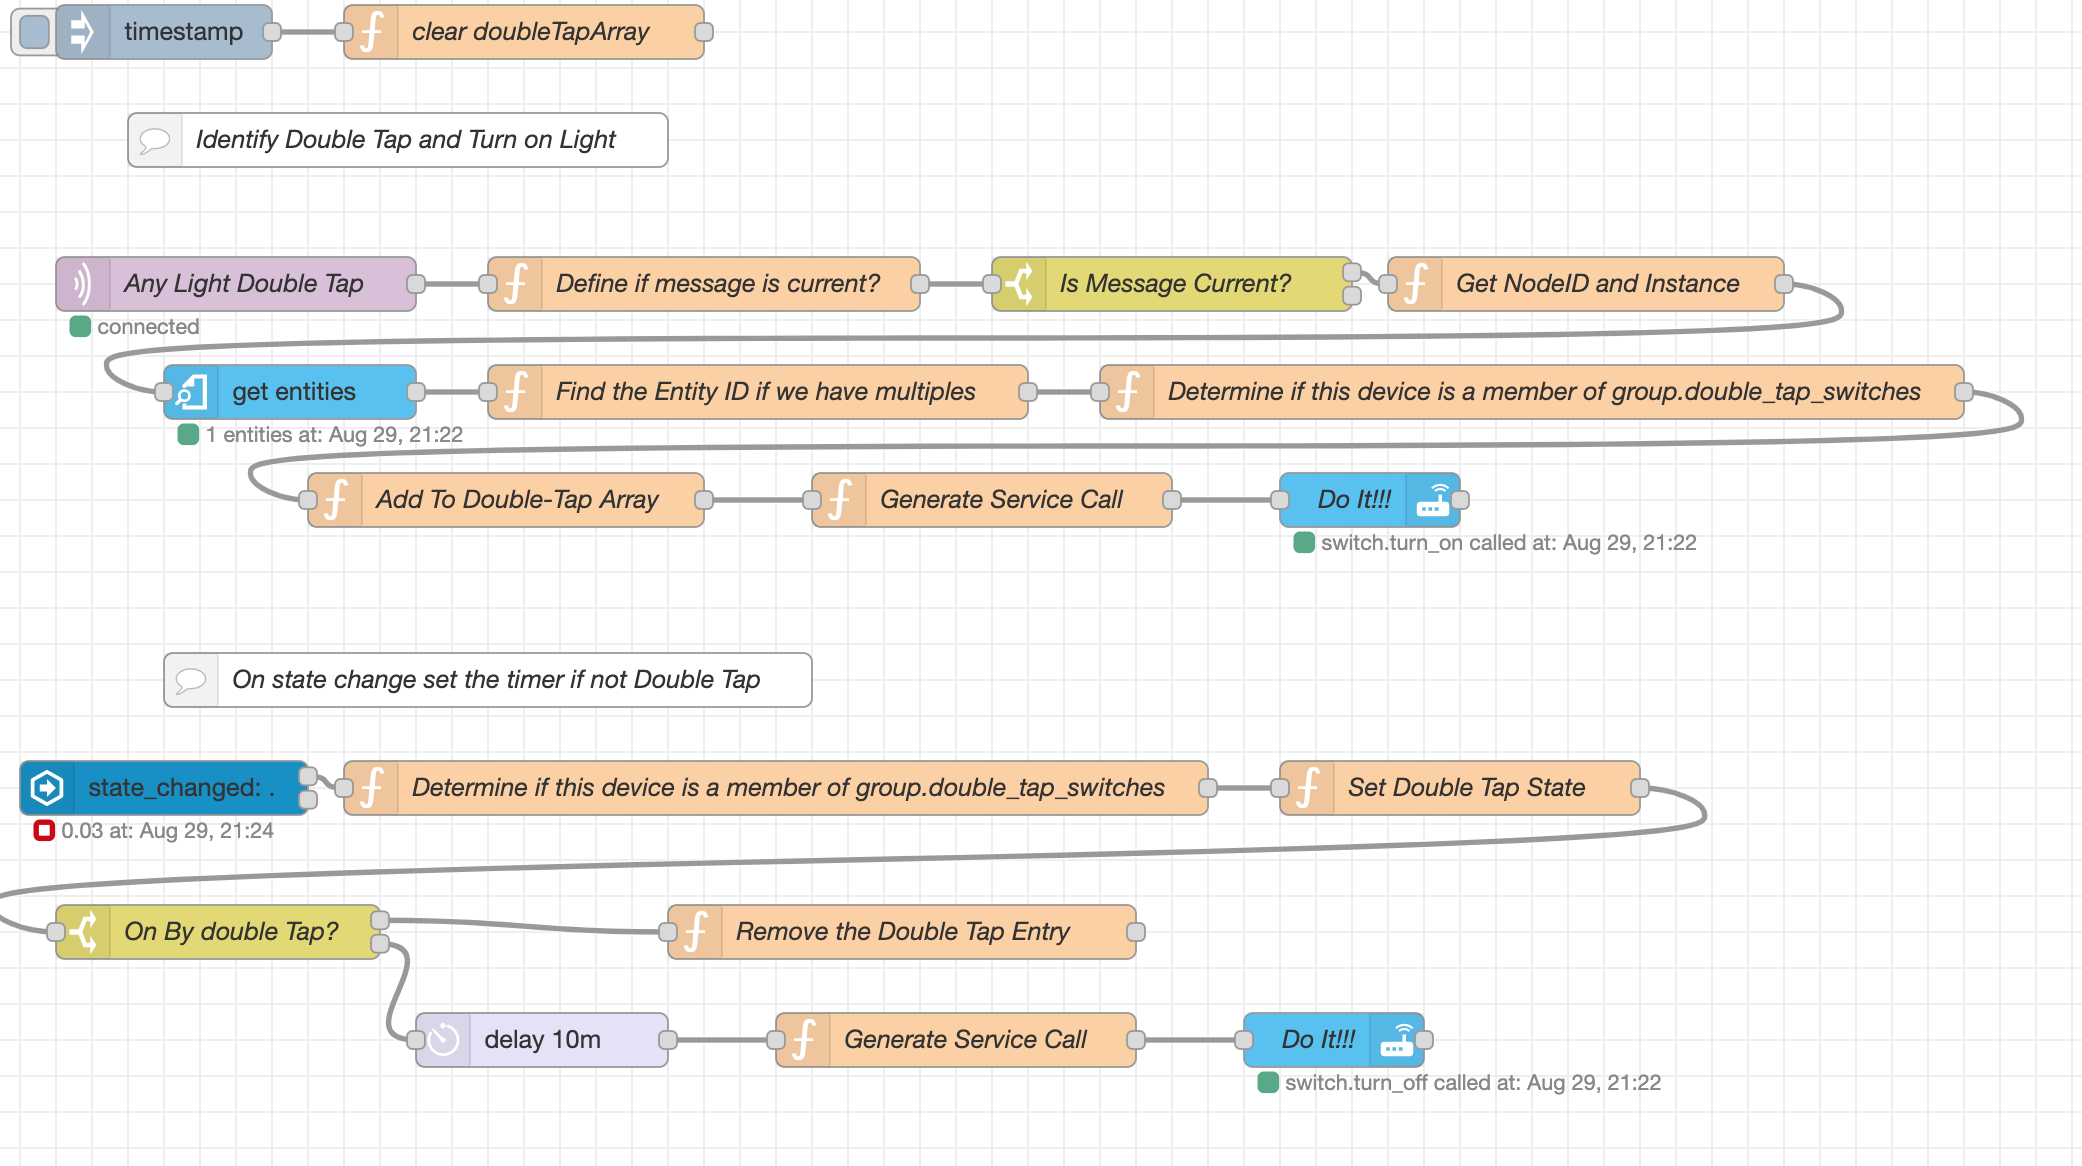 timestamp
clear doubleTapArray
Identify Double Tap and Turn on Light
Any Light Double Tap
Define if message is current?
Is Message Current?
Get NodeID and Instance
connected
get entities
Find the Entity ID if we have multiples
Determine if this device is a member of group.double_tap_switches
1 entities at: Aug 29, 21:22
Add To Double-Tap Array
Generate Service Call
Do It!!!
switch.turn_on called at: Aug 29, 21:22
On state change set the timer if not Double Tap
state_changed: .
Determine if this device is a member of group.double_tap_switches
Set Double Tap State
0.03 at: Aug 29, 21:24
On By double Tap?
Remove the Double Tap Entry
delay 10m
Generate Service Call
Do It!!!
switch.turn_off called at: Aug 29, 21:22